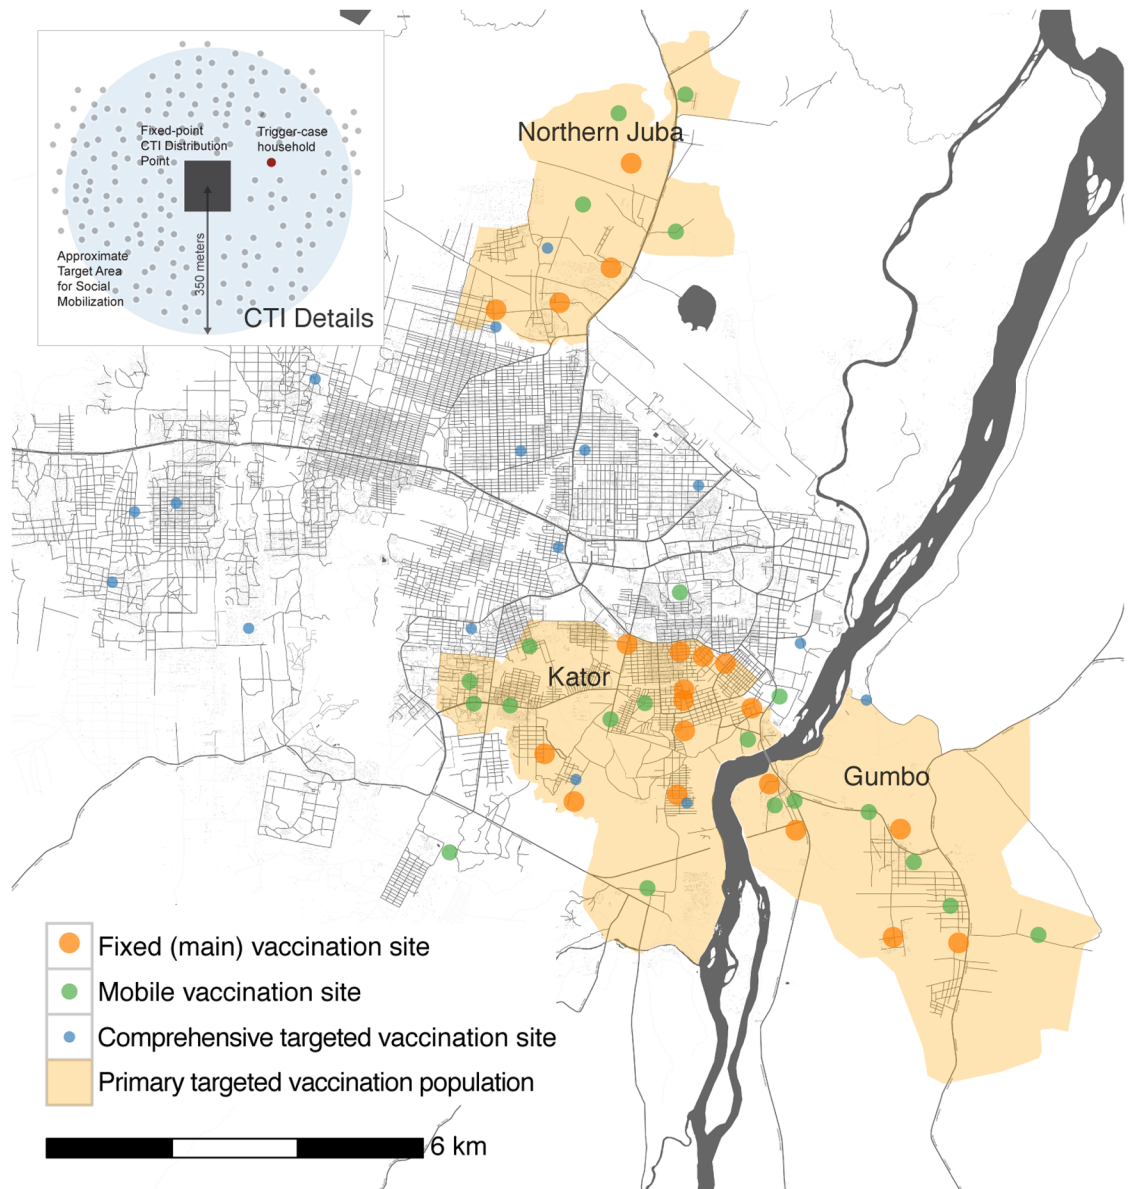 Fixed-point
CTI Distribution
Point
Trigger-case
household
350 meters
Approximate
Target Area
for Social
Mobilization
CTI Details
Northern Juba
Kator
Gumbo
Fixed (main) vaccination site
Mobile vaccination site
Comprehensive targeted vaccination site
Primary targeted vaccination population
6 km